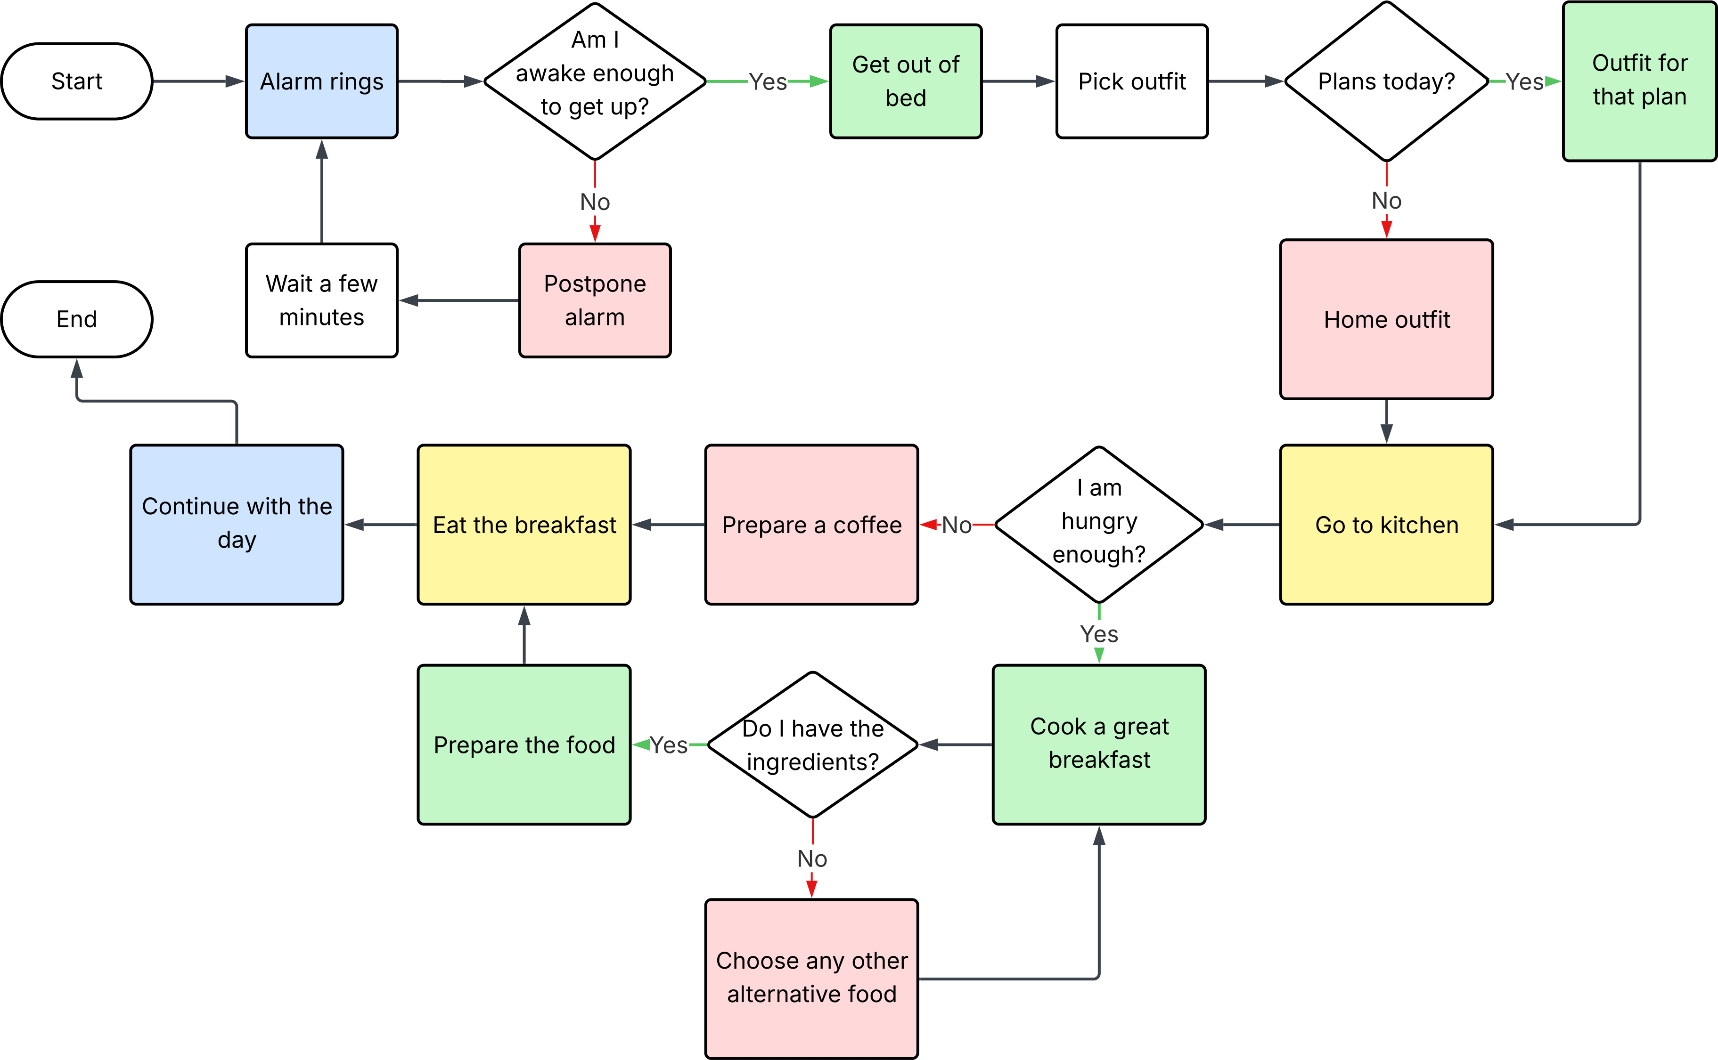 Start
Alarm rings
Am I
awake enough
to get up?
Yes
Get out of
bed
Pick outfit
Plans today?
Yes
Outfit for
that plan
No
No
End
Wait a few
minutes
Postpone
alarm
Home outfit
Continue with the
day
Eat the breakfast
Prepare a coffee
No
I am
hungry
enough?
Go to kitchen
Yes
Prepare the food
Yes
Do I have the
ingredients?
Cook a great
breakfast
No
Choose any other
alternative food